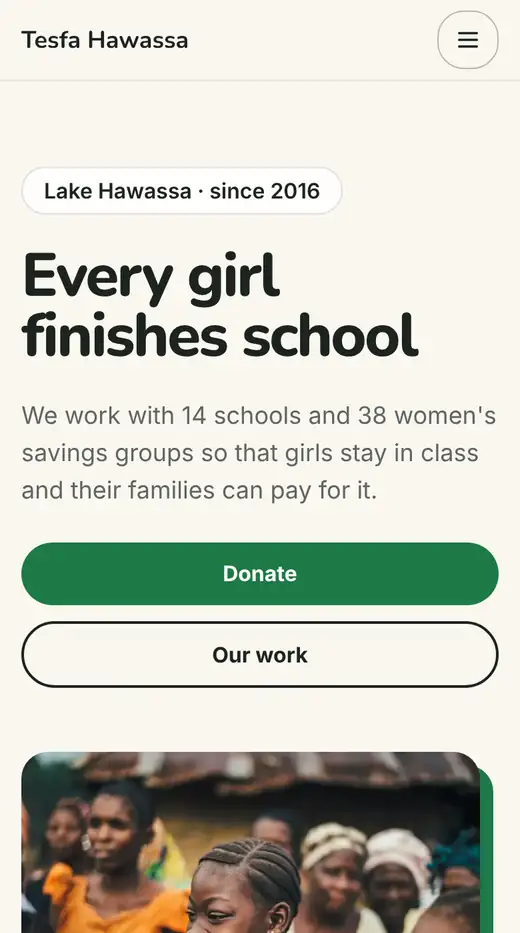 Tesfa Hawassa
Lake Hawassa · since 2016
Every girl
finishes school
We work with 14 schools and 38 women's
savings groups so that girls stay in class
and their families can pay for it.
Donate
Our work